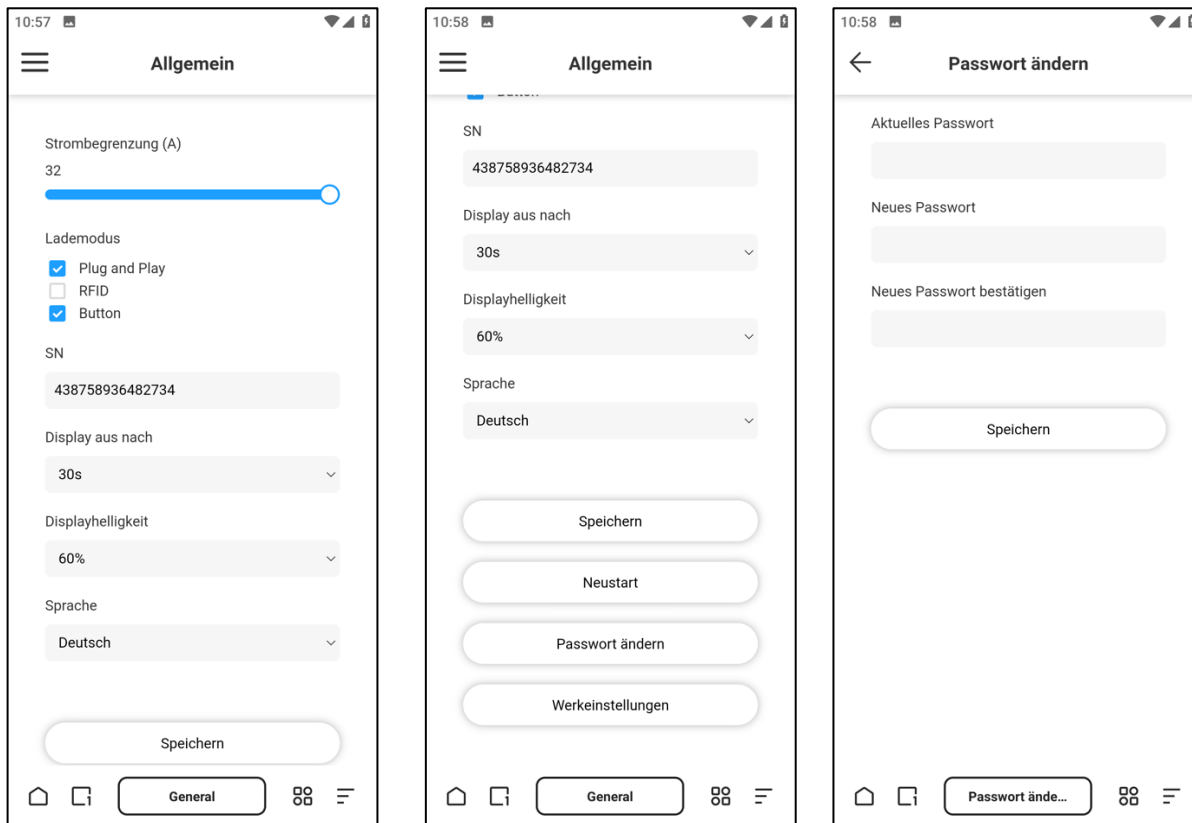 10:57
Allgemein
Strombegrenzung (A)
32
Lademodus
Plug and Play
RFID
Button
SN
438758936482734
Display aus nach
30s
Displayhelligkeit
60%
Sprache
Deutsch
Speichern
General
10:58
Allgemein
Button
SN
438758936482734
Display aus nach
30s
Displayhelligkeit
60%
Sprache
Deutsch
Speichern
Neustart
Passwort ändern
Werkeinstellungen
General
10:58
Passwort ändern
Aktuelles Passwort
Neues Passwort
Neues Passwort bestätigen
Speichern
Passwort ände...